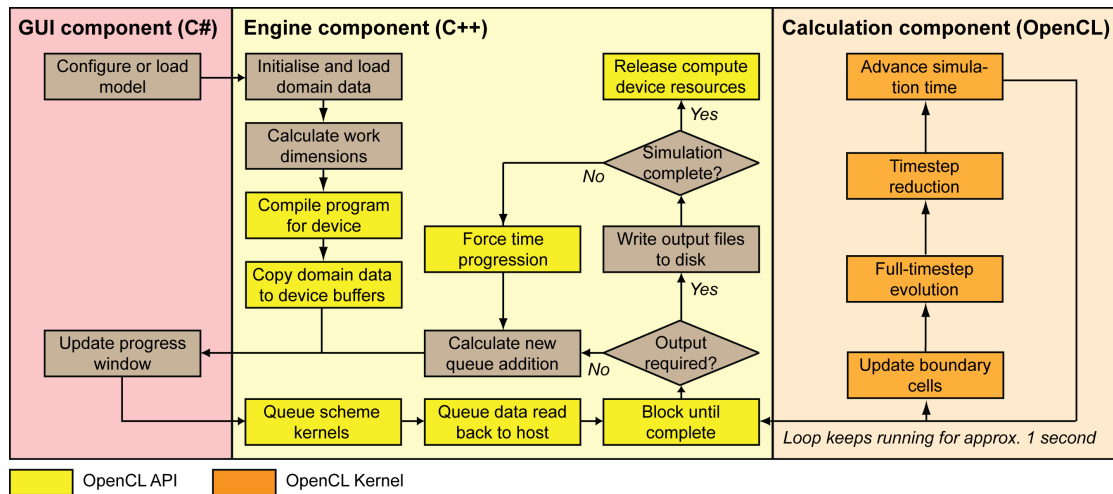 GUI component (C#)
Engine component (C++)
Calculation component (OpenCL)
Configure or load
model
Initialise and load
domain data
Release compute
device resources
Advance simula-
tion time
Yes
Calculate work
dimensions
Simulation
complete?
No
Timestep
reduction
Compile program
for device
Force time
progression
Write output files
to disk
Copy domain data
to device buffers
Full-timestep
evolution
Yes
Update progress
window
Calculate new
queue addition
Output
required?
No
Update boundary
cells
Queue scheme
kernels
Queue data read
back to host
Block until
complete
Loop keeps running for approx. 1 second
OpenCL API
OpenCL Kernel